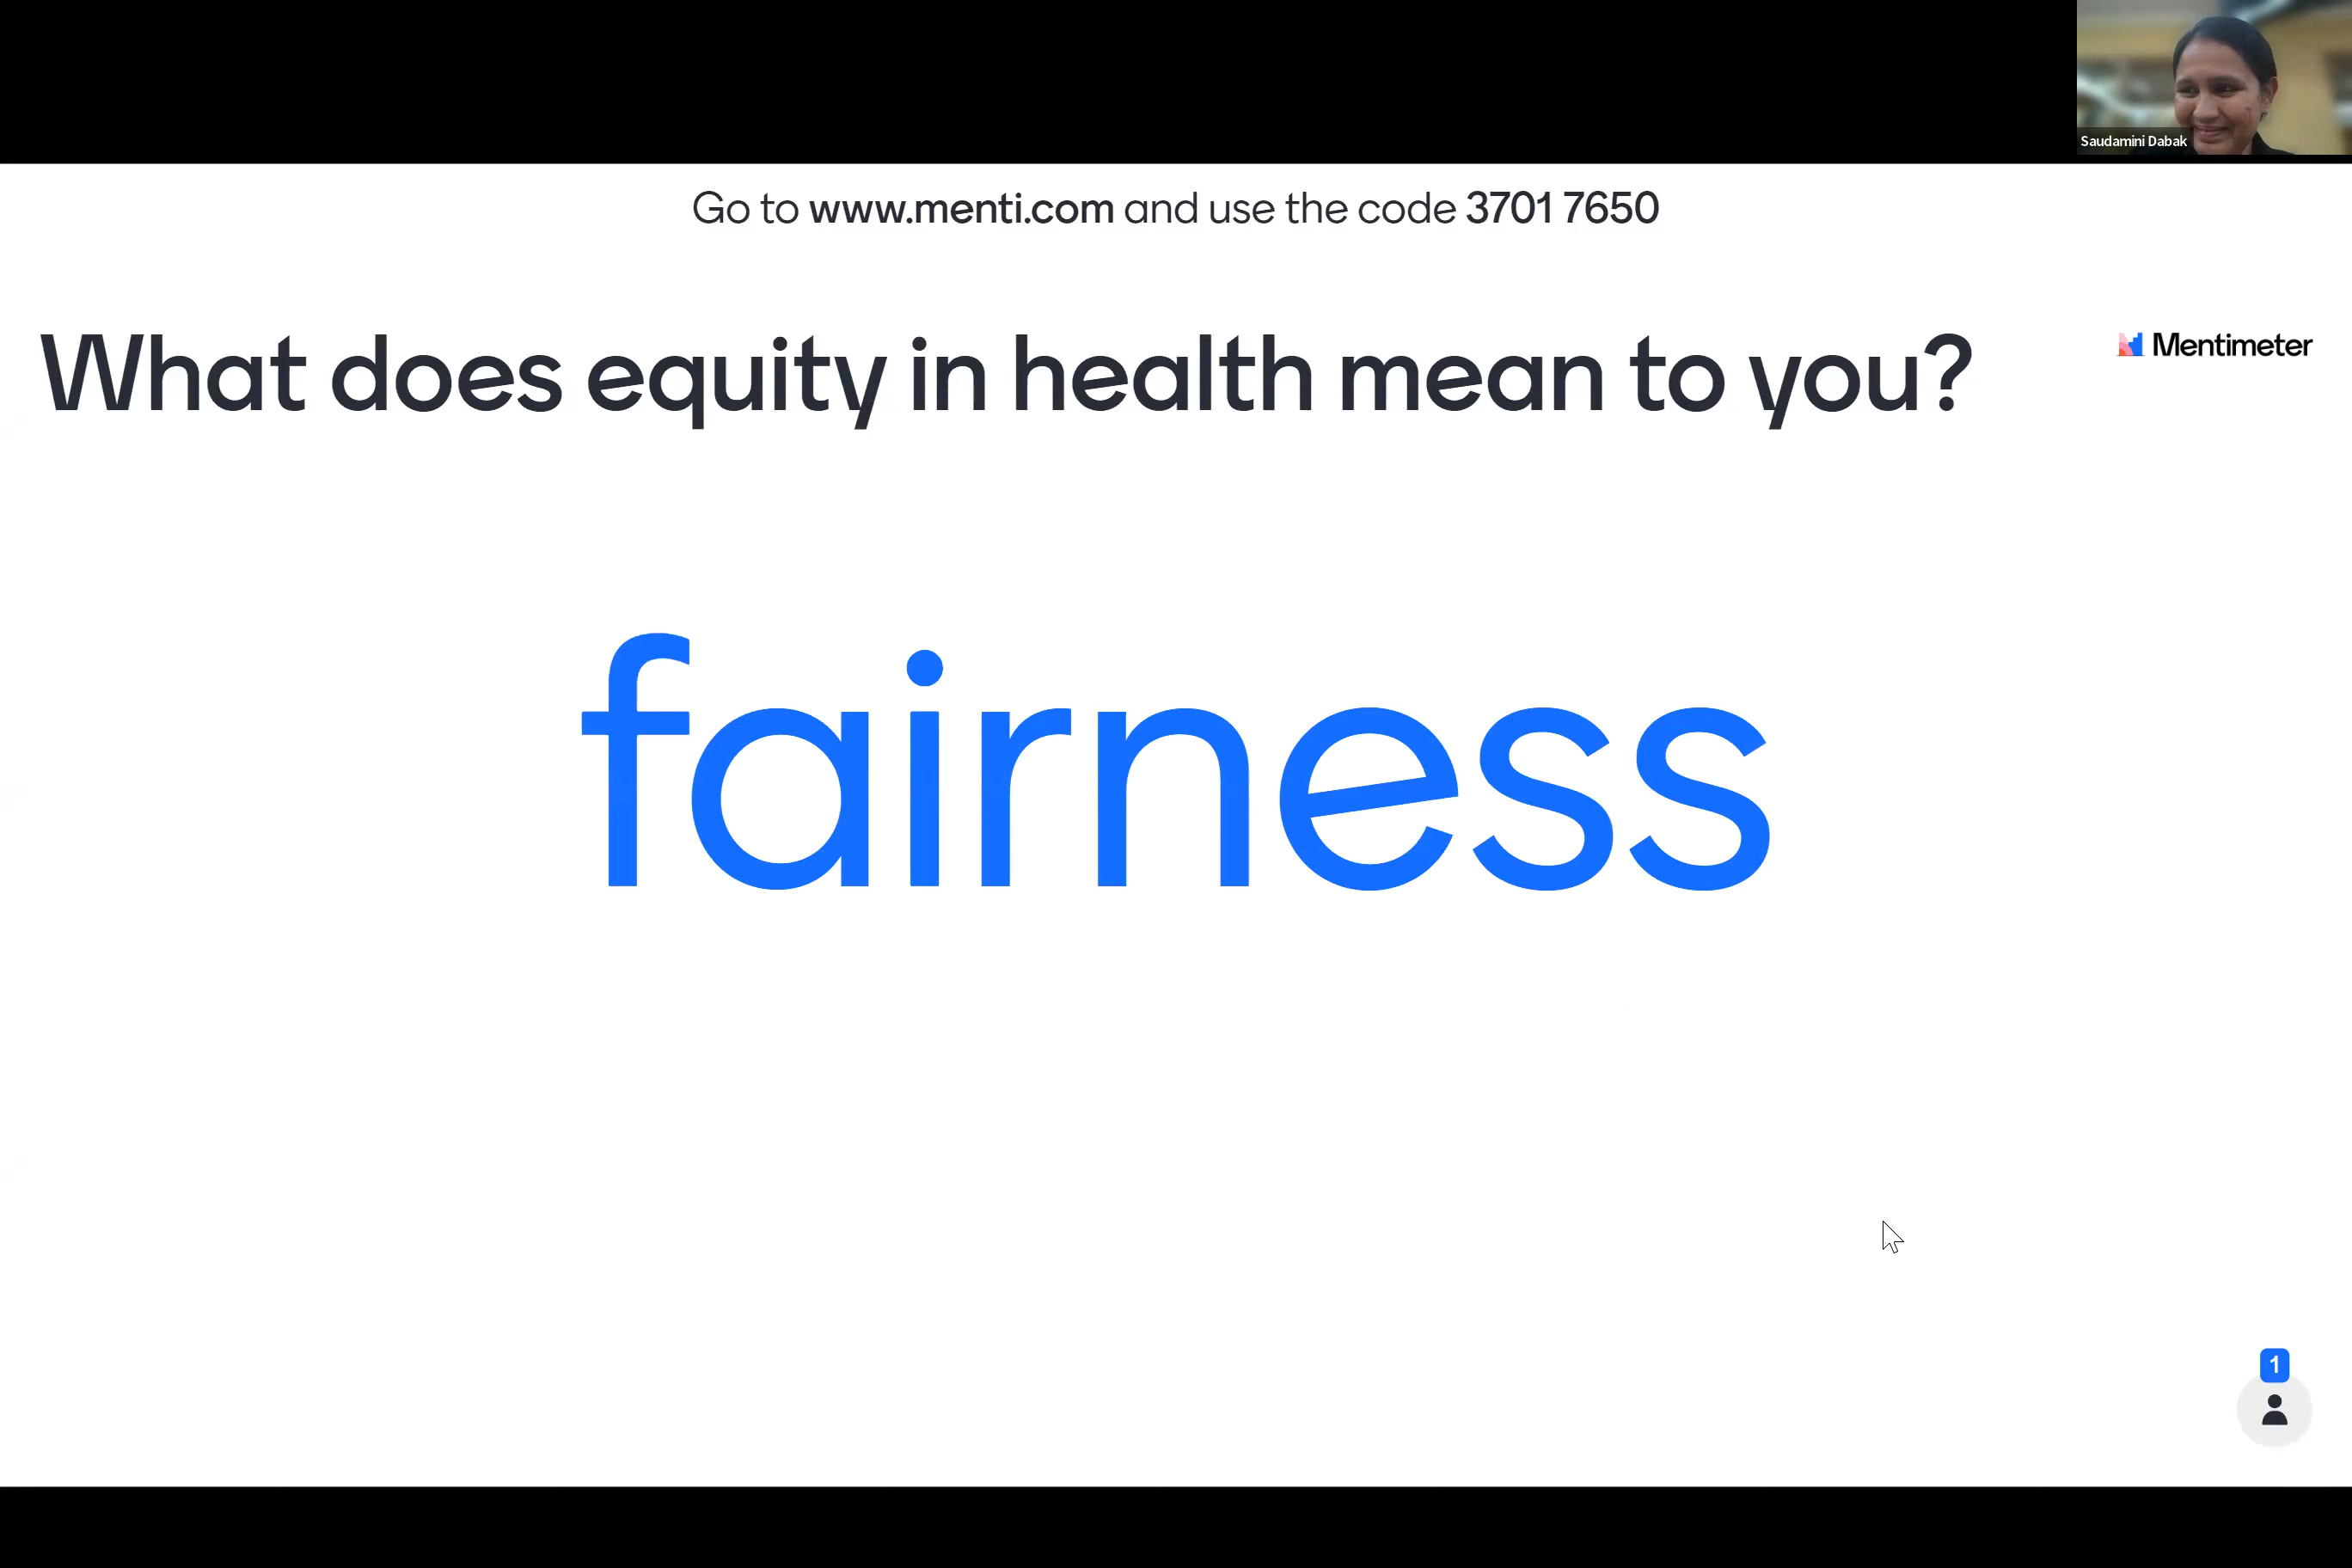 Saudamini Dabak
Go to www.menti.com and use the code 3701 7650
What does equity in health mean to you?
Mentimeter
fairness
1